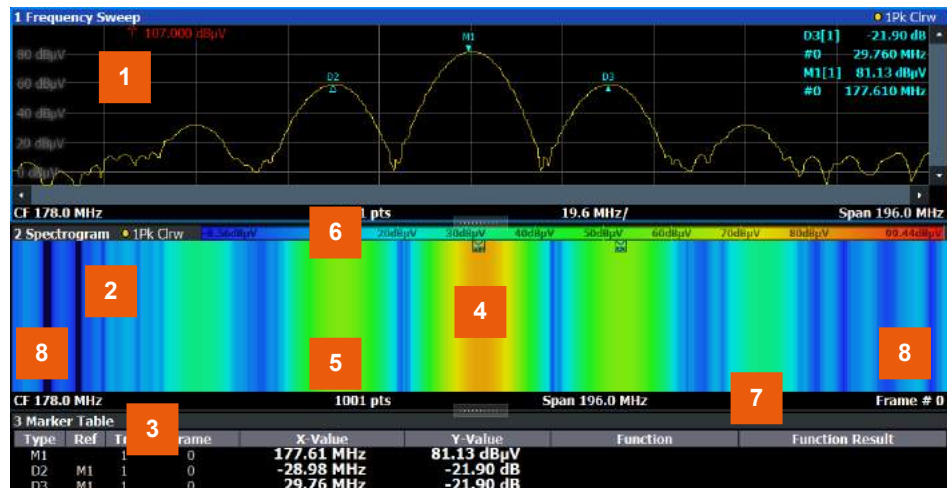 1 Frequency Sweep 1Pk Clrw
107.000 dBµV M1 D3[1] -21.90 dB
80 dBµV #0 29.760 MHz
1 D2 D3 M1[1] 81.13 dBµV
60 dBµV #0 177.610 MHz
40 dBµV
20 dBµV
0 dBµV
CF 178.0 MHz pts 19.6 MHz/ Span 196.0 MHz
2 Spectrogram 1Pk Clrw 6 20dBµV 30dBµV 40dBµV 50dBµV 60dBµV 70dBµV 80dBµV
2
4
8 5 8
CF 178.0 MHz 1001 pts Span 196.0 MHz 7 Frame # 0
3 Marker Table
3
Type Ref X-Value Y-Value Function Function Result
M1 1 0 177.61 MHz 81.13 dBµV
D2 M1 1 0 -28.98 MHz -21.90 dB
D3 M1 1 0 29.76 MHz -21.90 dB